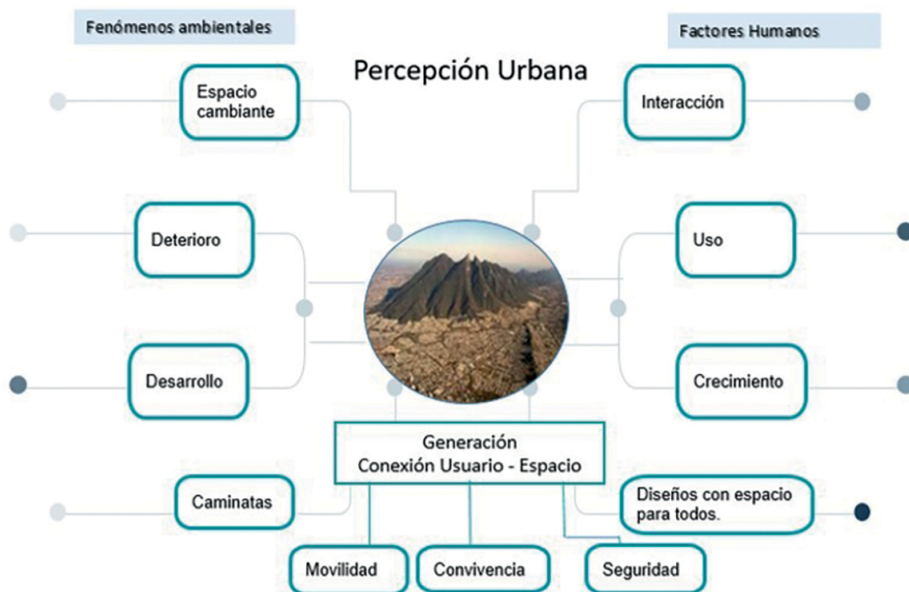 Fenómenos ambientales
Factores Humanos
Percepción Urbana
Espacio
cambiante
Interacción
Deterioro
Uso
Desarrollo
Crecimiento
Generación
Conexión Usuario - Espacio
Caminatas
Diseños con espacio
para todos.
Movilidad
Convivencia
Seguridad